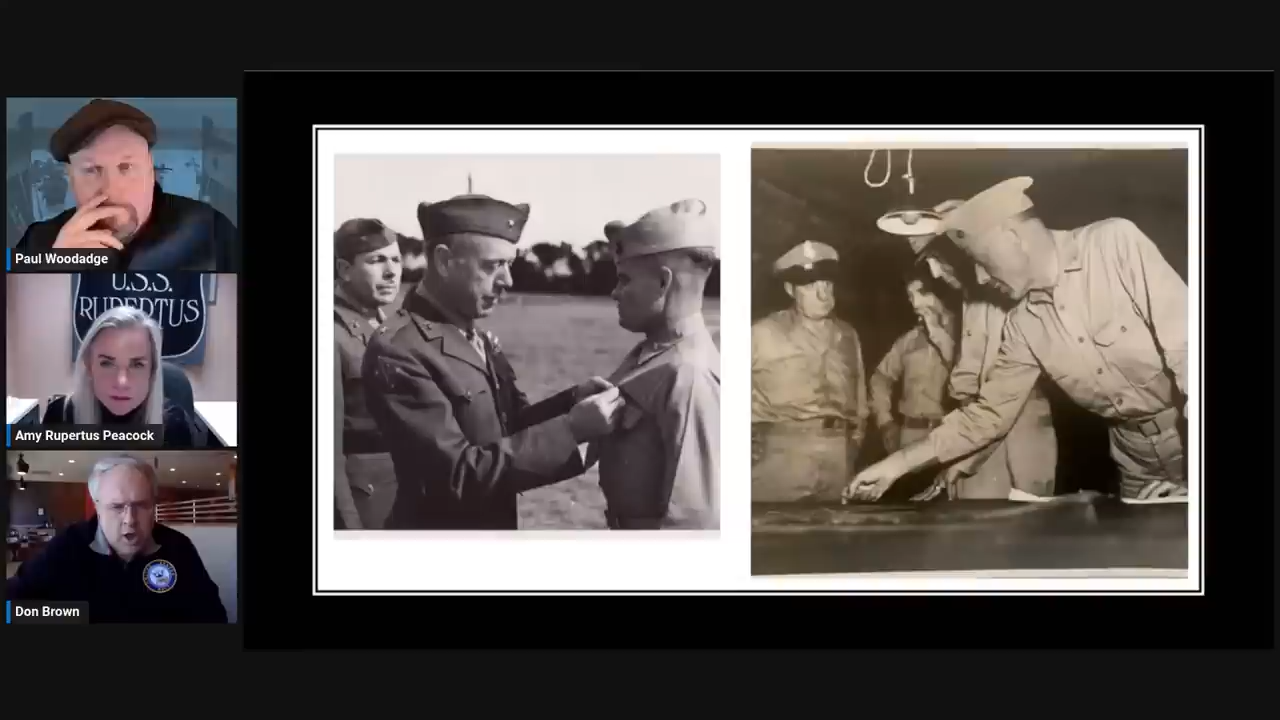 Paul Woodadge
U.S.S.
RUPERTUS
Amy Rupertus Peacock
Don Brown